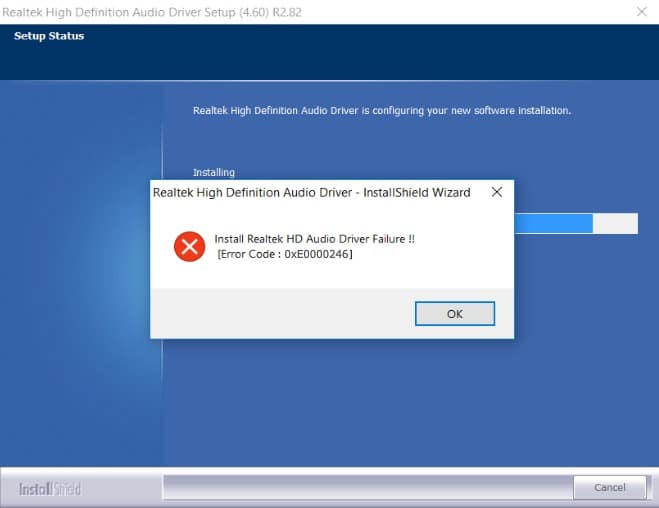 Realtek High Definition Audio Driver Setup (4.60) R2.82
Setup Status
Realtek High Definition Audio Driver is configuring your new software installation.
Installing
Realtek High Definition Audio Driver - InstallShield Wizard
Install Realtek HD Audio Driver Failure !!
[Error Code : 0xE0000246]
OK
InstallShield
Cancel